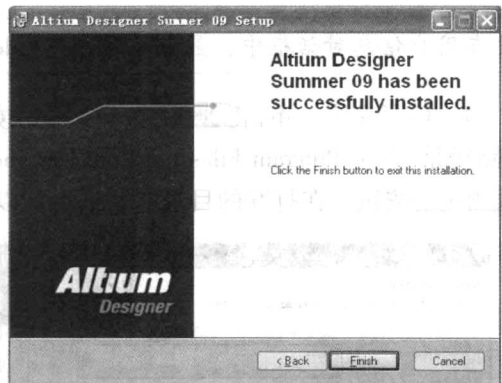 Altium Designer Summer 09 Setup
Altium Designer
Summer 09 has been
successfully installed.
Click the Finish button to exit this installation.
Altium
Designer
< Back
Finish
Cancel